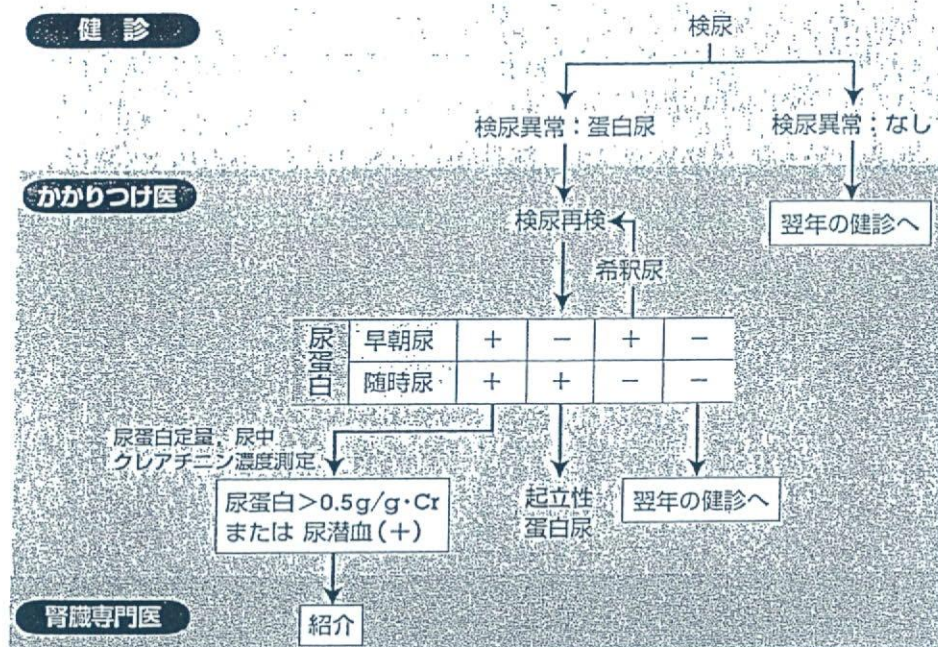 健診
検尿
検尿異常：蛋白尿
検尿異常：なし
かかりつけ医
検尿再検
翌年の健診へ
希釈尿
尿蛋白
早朝尿 + − + −
随時尿 + + − −
尿蛋白定量、尿中
クレアチニン濃度測定
尿蛋白>0.5g/g･Cr
または 尿潜血(+)
起立性
蛋白尿
翌年の健診へ
腎臓専門医
紹介